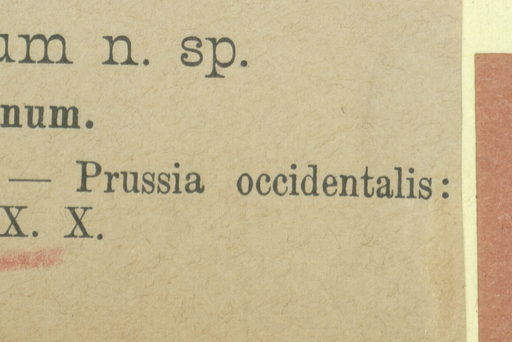 um n. sp.
num.
— Prussia occidentalis:
X. X.